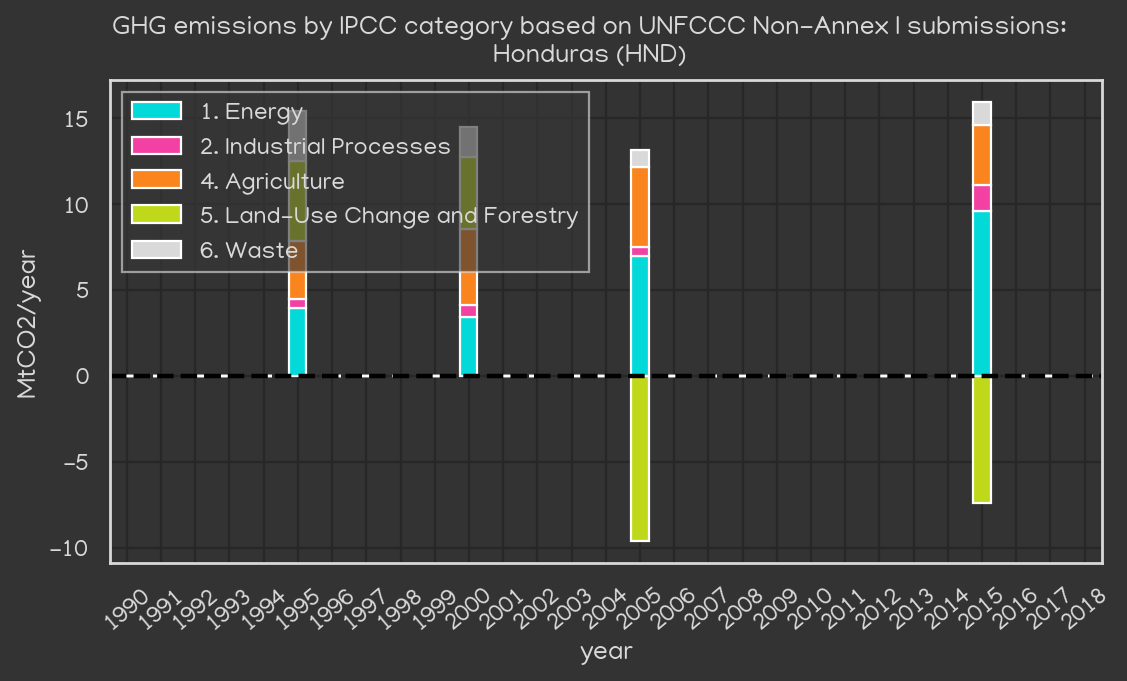 GHG emissions by IPCC category based on UNFCCC Non-Annex I submissions:
Honduras (HND)
1. Energy
2. Industrial Processes
4. Agriculture
5. Land-Use Change and Forestry
6. Waste
MtCO2/year
15
10
5
0
−5
−10
1990 1991 1992 1993 1994 1995 1996 1997 1998 1999 2000 2001 2002 2003 2004 2005 2006 2007 2008 2009 2010 2011 2012 2013 2014 2015 2016 2017 2018
year